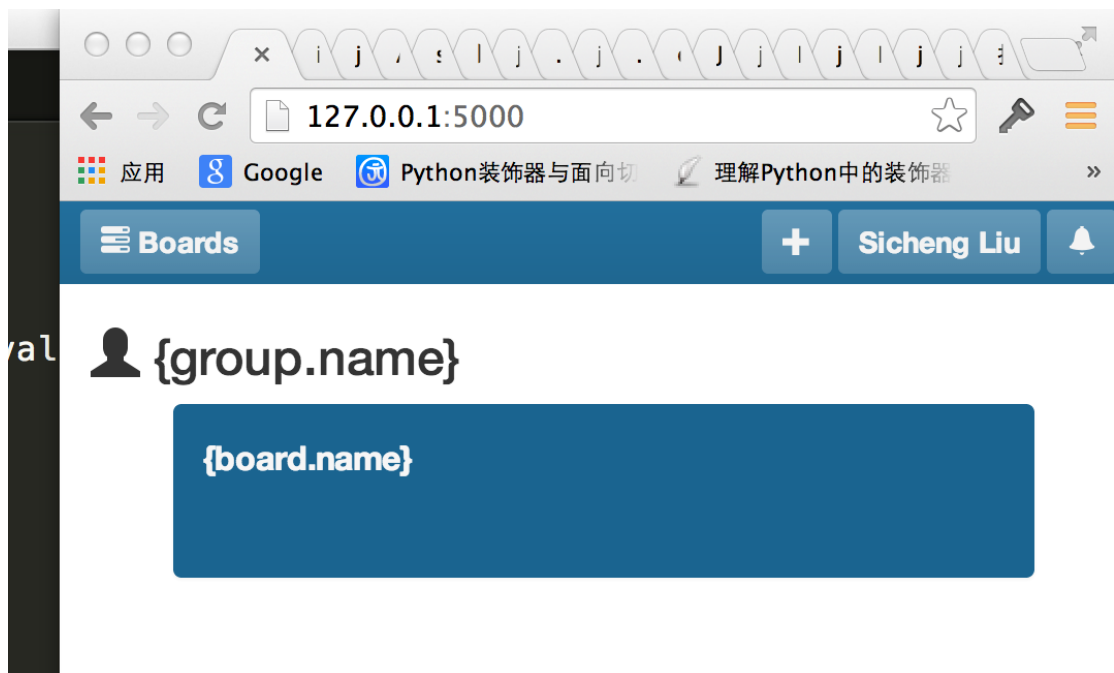 i j s l j . j . J j l j l j j
127.0.0.1:5000
应用 Google Python装饰器与面向切 理解Python中的装饰器 »
Boards + Sicheng Liu
val
{group.name}
{board.name}